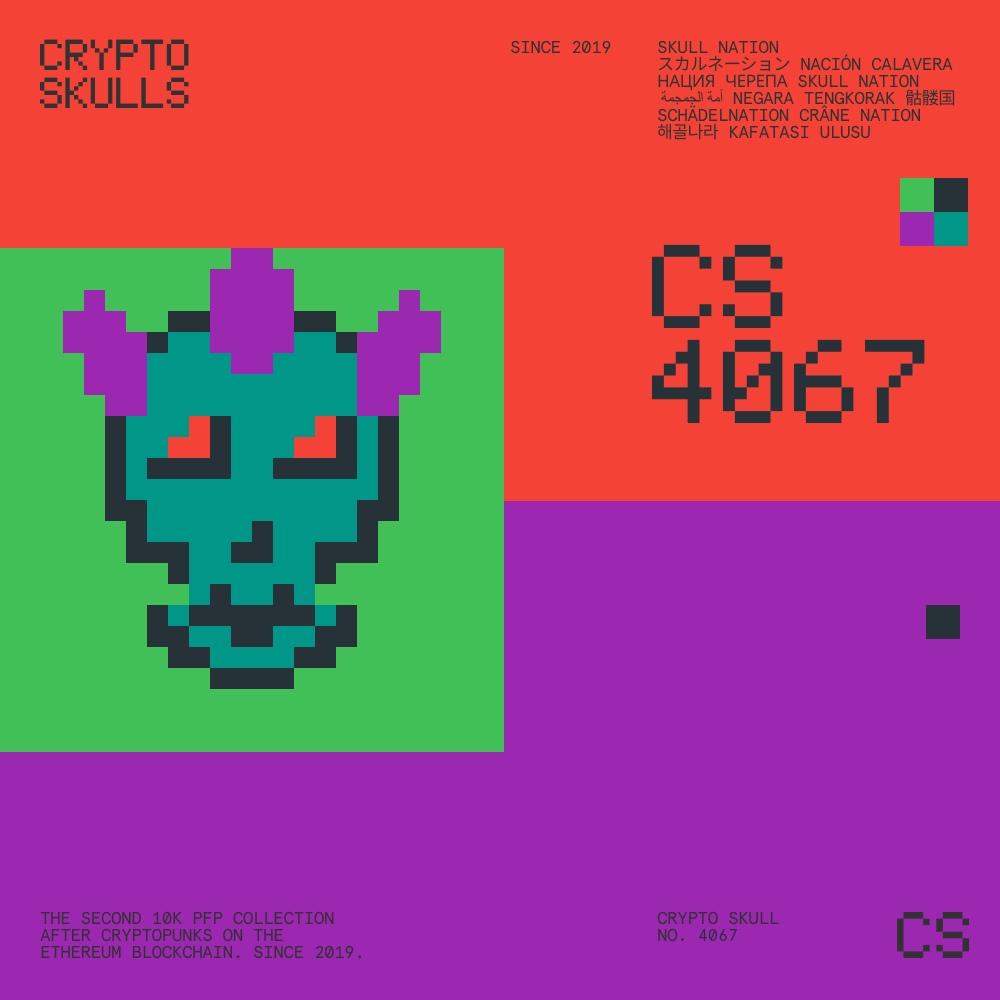 CRYPTO
SKULLS
SINCE 2019
SKULL NATION
スカルネーション NACIÓN CALAVERA
НАЦИЯ ЧЕРЕПА SKULL NATION
أمة الجمجمة NEGARA TENGKORAK 骷髅国
SCHÄDELNATION CRÂNE NATION
해골나라 KAFATASI ULUSU
CS
4067
THE SECOND 10K PFP COLLECTION
AFTER CRYPTOPUNKS ON THE
ETHEREUM BLOCKCHAIN. SINCE 2019.
CRYPTO SKULL
NO. 4067
CS